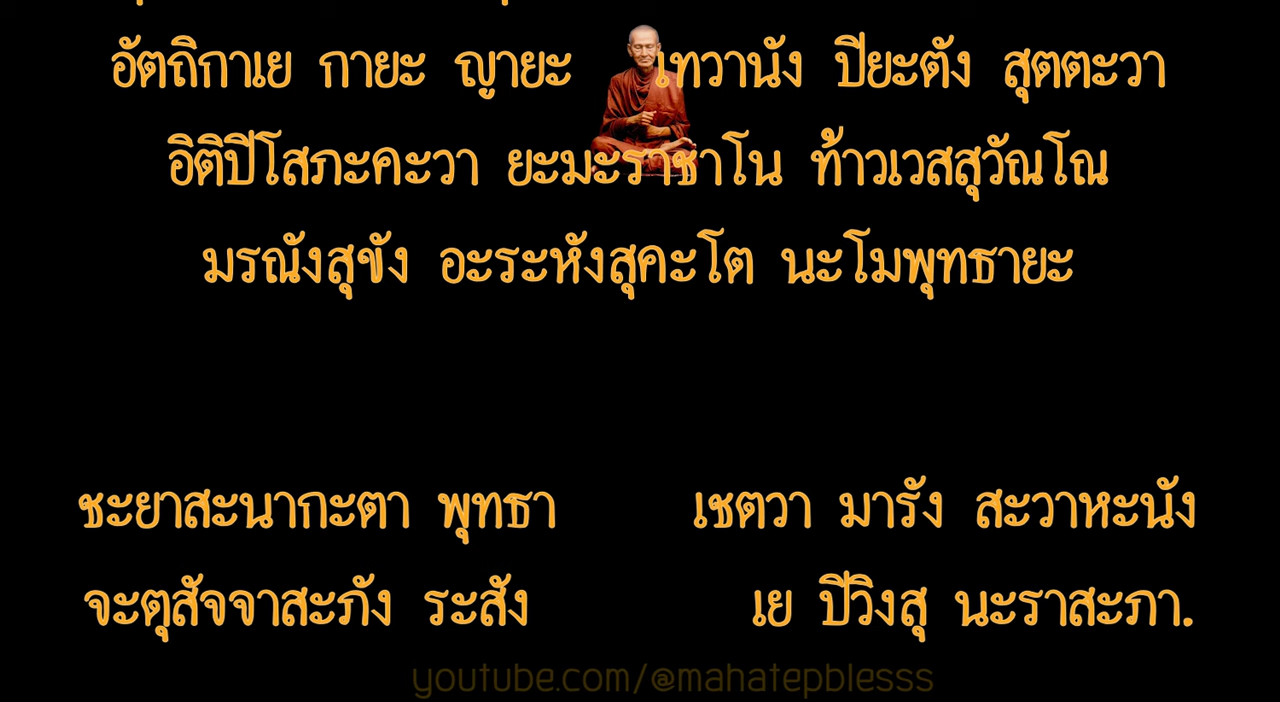 อัตถิกาเย กายะ ญายะ เทวานัง ปิยะตัง สุตตะวา
อิติปิโสภะคะวา ยะมะราชาโน ท้าวเวสสุวัณโณ
มรณังสุขัง อะระหังสุคะโต นะโมพุทธายะ
ชะยาสะนากะตา พุทธา เชตวา มารัง สะวาหะนัง
จะตุสัจจาสะภัง ระสัง เย ปิวิงสุ นะราสะภา.
youtube.com/@mahatepblesss